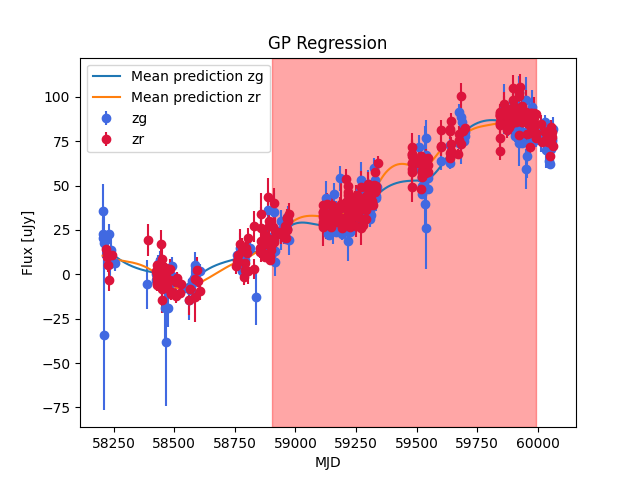 GP Regression
Mean prediction zg
Mean prediction zr
zg
zr
Flux [uJy]
100
75
50
25
0
−25
−50
−75
58250 58500 58750 59000 59250 59500 59750 60000
MJD